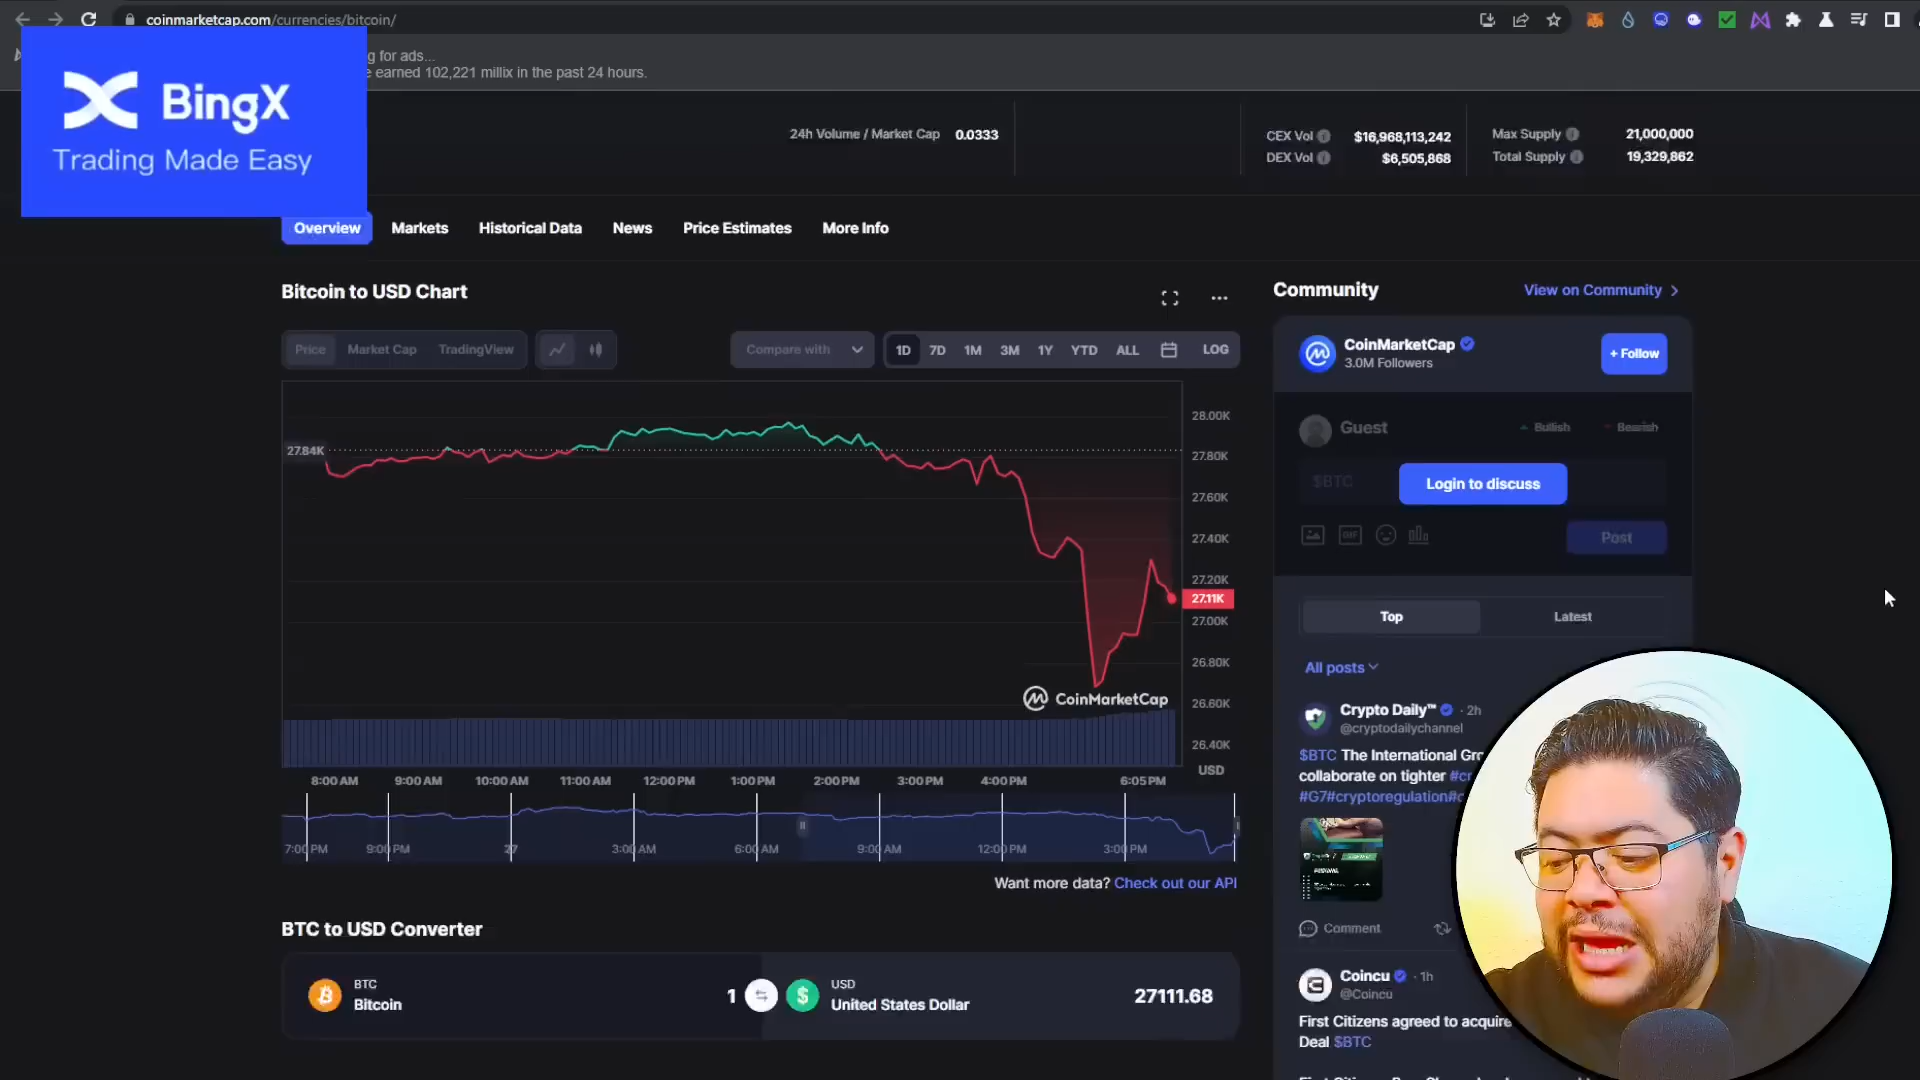 coinmarketcap.com/currencies/bitcoin/
g for ads...
e earned 102,221 millix in the past 24 hours.
BingX
Trading Made Easy
24h Volume / Market Cap 0.0333
CEX Vol $16,968,113,242
DEX Vol $6,505,868
Max Supply 21,000,000
Total Supply 19,329,862
Overview Markets Historical Data News Price Estimates More Info
Bitcoin to USD Chart
Price Market Cap TradingView
Compare with
1D 7D 1M 3M 1Y YTD ALL LOG
27.84K
28.00K
27.80K
27.60K
27.40K
27.20K
27.11K
27.00K
26.80K
26.60K
26.40K
USD
CoinMarketCap
8:00 AM 9:00 AM 10:00 AM 11:00 AM 12:00 PM 1:00 PM 2:00 PM 3:00 PM 4:00 PM 6:05 PM
7:00 PM 9:00 PM 27 3:00 AM 6:00 AM 9:00 AM 12:00 PM 3:00 PM
Want more data? Check out our API
BTC to USD Converter
BTC
Bitcoin
1
USD
United States Dollar
27111.68
Community
View on Community
CoinMarketCap
3.0M Followers
+ Follow
Guest
Bullish Bearish
$BTC
Login to discuss
GIF
Post
Top Latest
All posts
Crypto Daily™ · 2h
@cryptodailychannel
$BTC The International Gro
collaborate on tighter #cr
#G7#cryptoregulation#c
Comment
Coincu · 1h
@Coincu
First Citizens agreed to acquire
Deal $BTC